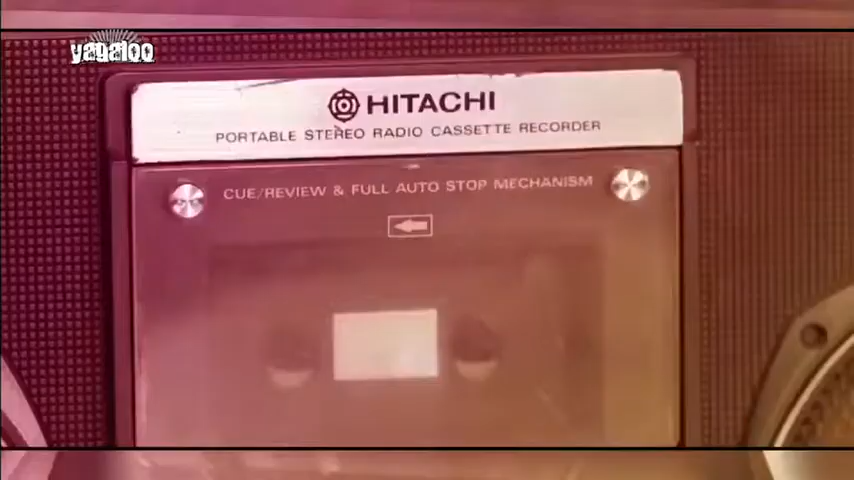 yagaloo
HITACHI
PORTABLE STEREO RADIO CASSETTE RECORDER
CUE/REVIEW & FULL AUTO STOP MECHANISM